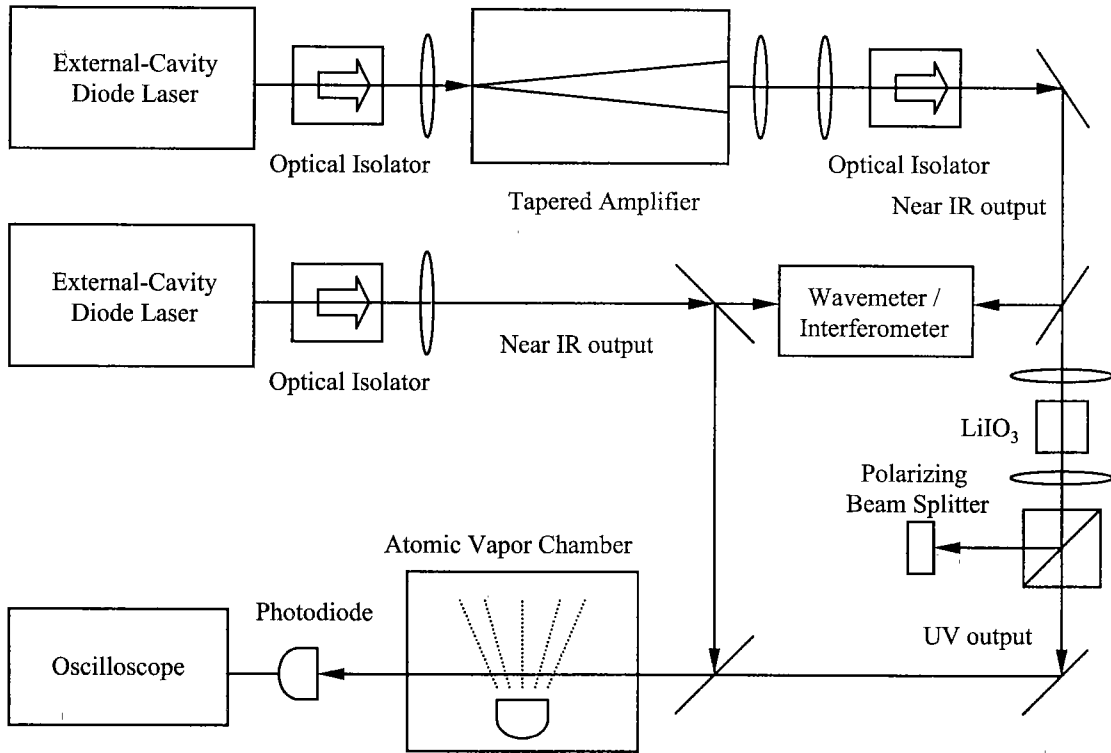 External-Cavity
Diode Laser
Optical Isolator
Tapered Amplifier
Optical Isolator
Near IR output
External-Cavity
Diode Laser
Optical Isolator
Near IR output
Wavemeter /
Interferometer
LiIO₃
Polarizing
Beam Splitter
Atomic Vapor Chamber
Photodiode
Oscilloscope
UV output